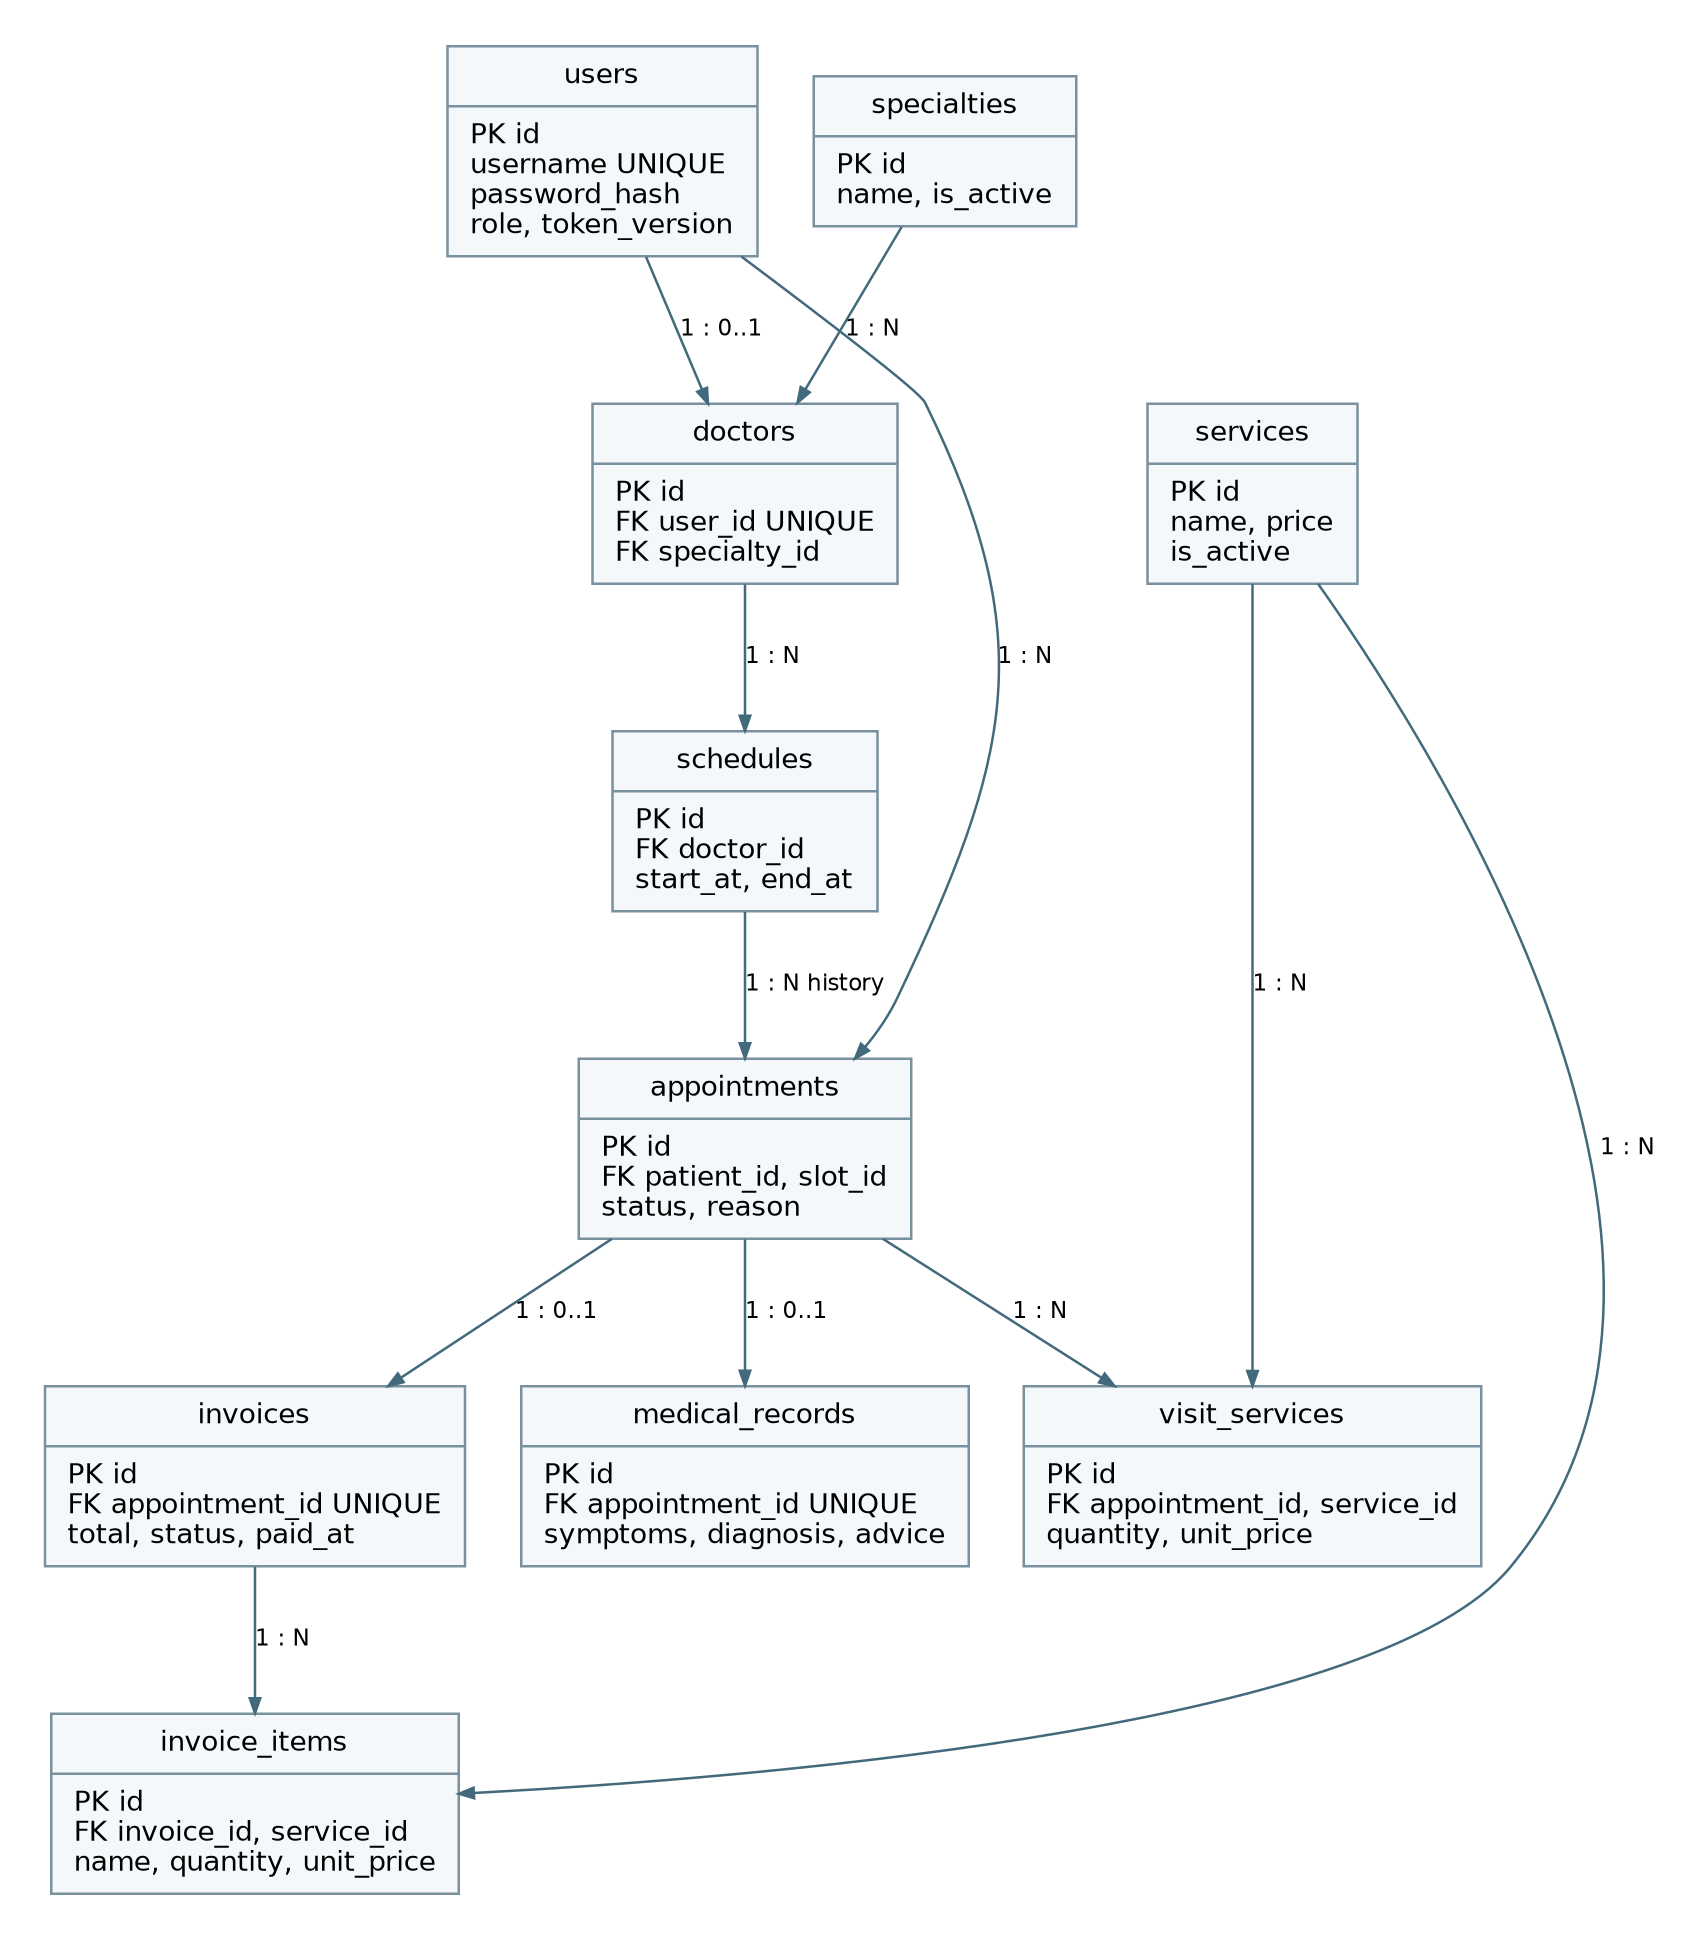 users
PK id
username UNIQUE
password_hash
role, token_version
specialties
PK id
name, is_active
1 : 0..1
1 : N
doctors
PK id
FK user_id UNIQUE
FK specialty_id
services
PK id
name, price
is_active
1 : N
1 : N
schedules
PK id
FK doctor_id
start_at, end_at
1 : N history
1 : N
appointments
PK id
FK patient_id, slot_id
status, reason
1 : N
1 : 0..1
1 : 0..1
1 : N
invoices
PK id
FK appointment_id UNIQUE
total, status, paid_at
medical_records
PK id
FK appointment_id UNIQUE
symptoms, diagnosis, advice
visit_services
PK id
FK appointment_id, service_id
quantity, unit_price
1 : N
invoice_items
PK id
FK invoice_id, service_id
name, quantity, unit_price